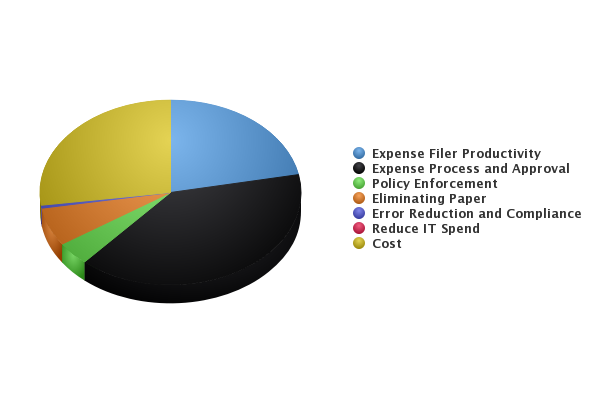 Expense Filer Productivity
Expense Process and Approval
Policy Enforcement
Eliminating Paper
Error Reduction and Compliance
Reduce IT Spend
Cost